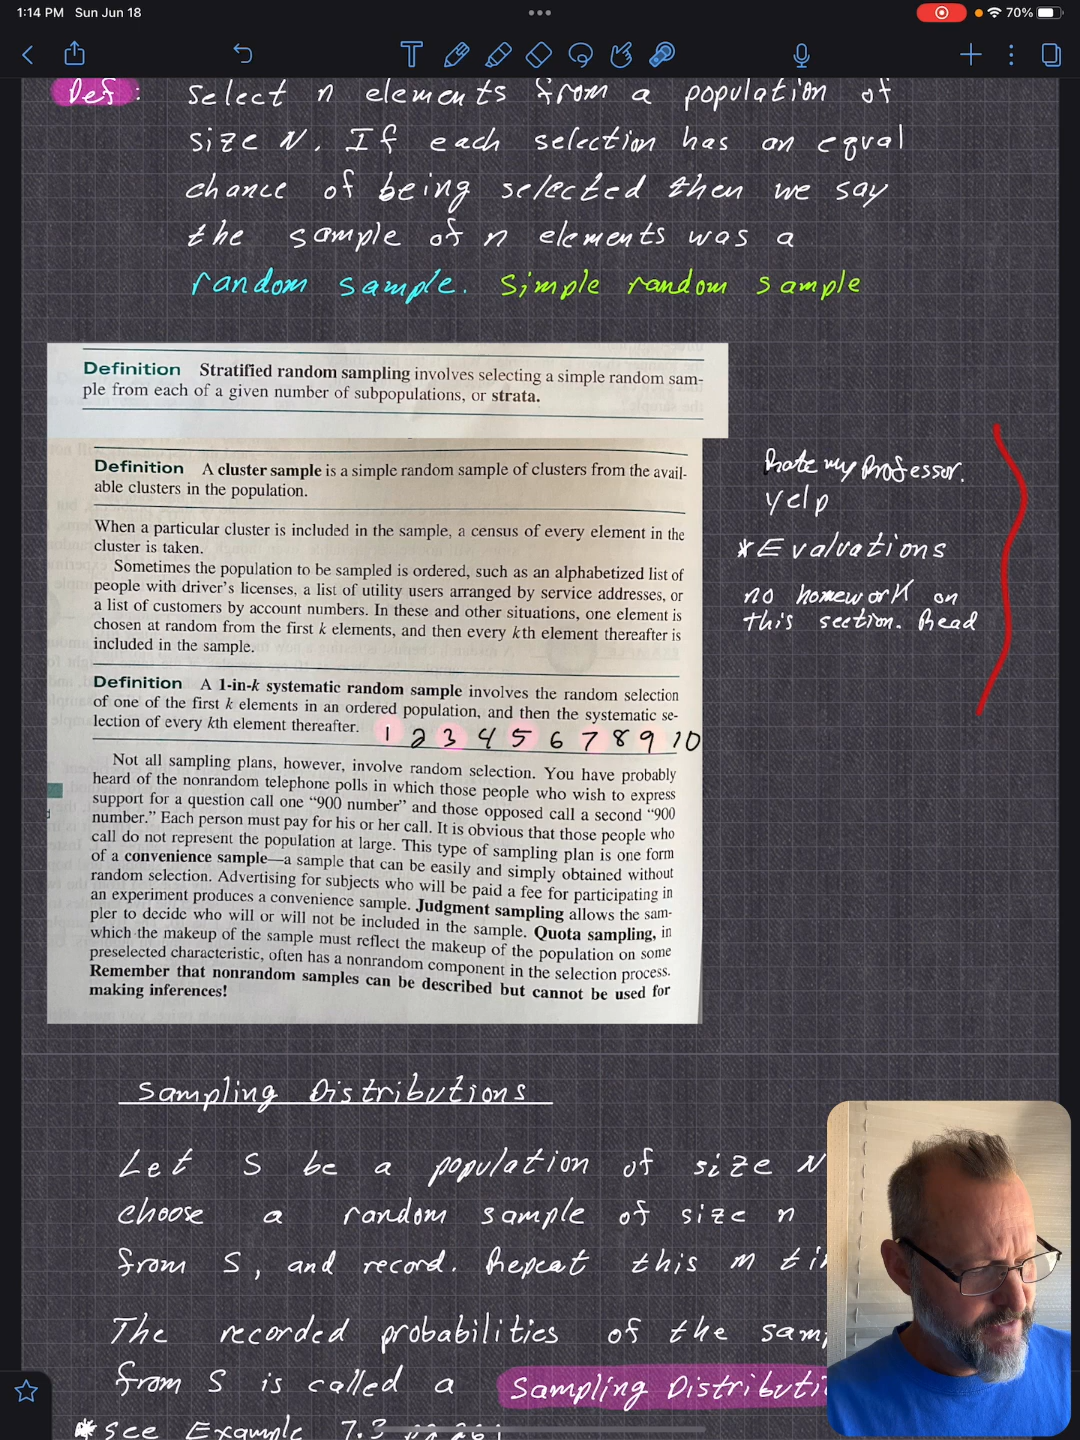 1:14 PM Sun Jun 18
70%
Def: Select n elements from a population of
size N. If each selection has an equal
chance of being selected then we say
the sample of n elements was a
random sample. Simple random sample
Definition Stratified random sampling involves selecting a simple random sam-
ple from each of a given number of subpopulations, or strata.
Definition A cluster sample is a simple random sample of clusters from the avail-
able clusters in the population.
When a particular cluster is included in the sample, a census of every element in the
cluster is taken.
Sometimes the population to be sampled is ordered, such as an alphabetized list of
people with driver's licenses, a list of utility users arranged by service addresses, or
a list of customers by account numbers. In these and other situations, one element is
chosen at random from the first k elements, and then every kth element thereafter is
included in the sample.
Definition A 1-in-k systematic random sample involves the random selection
of one of the first k elements in an ordered population, and then the systematic se-
lection of every kth element thereafter.
1 2 3 4 5 6 7 8 9 10
Not all sampling plans, however, involve random selection. You have probably
heard of the nonrandom telephone polls in which those people who wish to express
support for a question call one "900 number" and those opposed call a second "900
number." Each person must pay for his or her call. It is obvious that those people who
call do not represent the population at large. This type of sampling plan is one form
of a convenience sample—a sample that can be easily and simply obtained without
random selection. Advertising for subjects who will be paid a fee for participating in
an experiment produces a convenience sample. Judgment sampling allows the sam-
pler to decide who will or will not be included in the sample. Quota sampling, in
which the makeup of the sample must reflect the makeup of the population on some
preselected characteristic, often has a nonrandom component in the selection process.
Remember that nonrandom samples can be described but cannot be used for
making inferences!
Rate my Professor.
Yelp
*Evaluations
no homework on
this section. Read
Sampling Distributions
Let S be a population of size N
choose a random sample of size n
from S, and record. Repeat this m
The recorded probabilities of the
from S is called a Sampling
*see Example 7.3